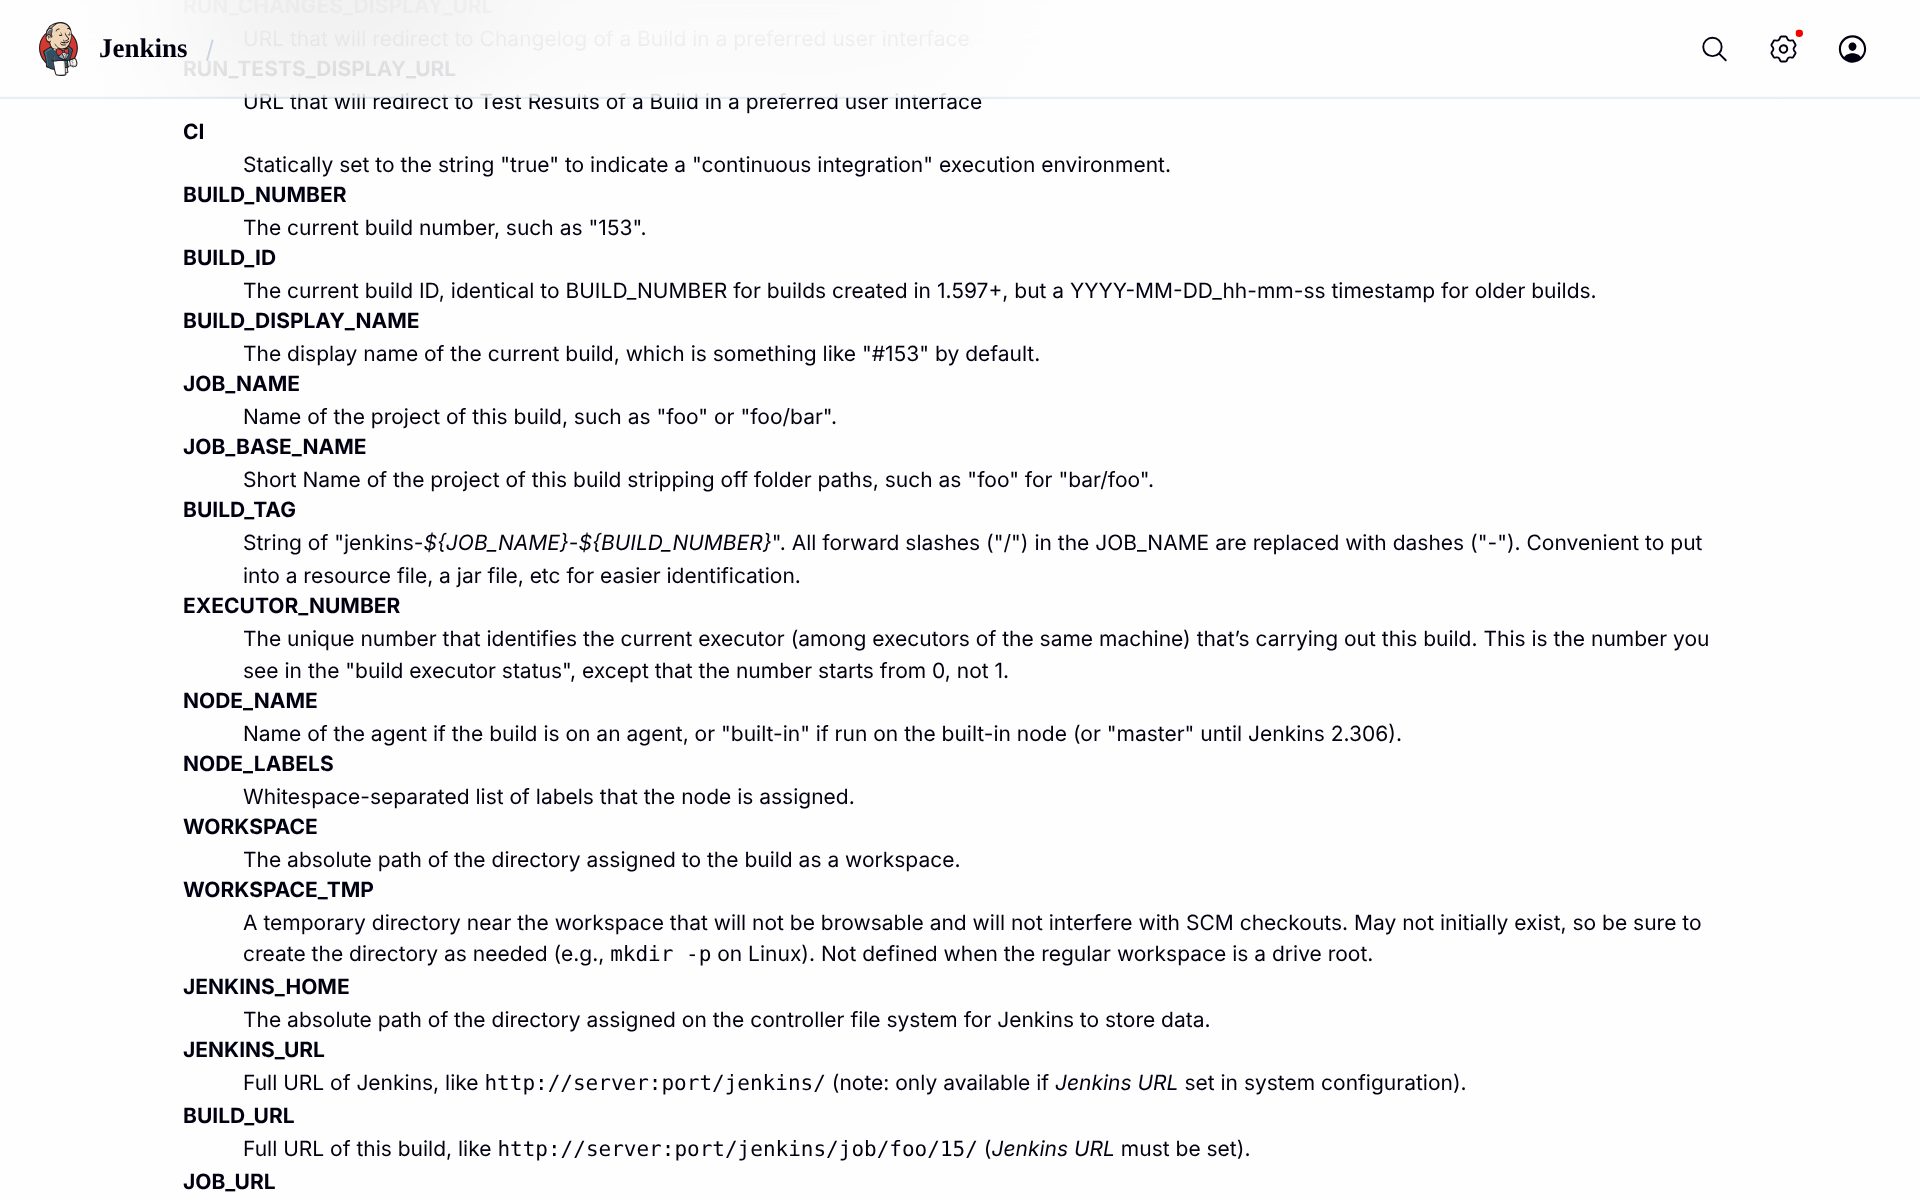 RUN_CHANGES_DISPLAY_URL
Jenkins /
URL that will redirect to Changelog of a Build in a preferred user interface
RUN_TESTS_DISPLAY_URL
URL that will redirect to Test Results of a Build in a preferred user interface
CI
Statically set to the string "true" to indicate a "continuous integration" execution environment.
BUILD_NUMBER
The current build number, such as "153".
BUILD_ID
The current build ID, identical to BUILD_NUMBER for builds created in 1.597+, but a YYYY-MM-DD_hh-mm-ss timestamp for older builds.
BUILD_DISPLAY_NAME
The display name of the current build, which is something like "#153" by default.
JOB_NAME
Name of the project of this build, such as "foo" or "foo/bar".
JOB_BASE_NAME
Short Name of the project of this build stripping off folder paths, such as "foo" for "bar/foo".
BUILD_TAG
String of "jenkins-${JOB_NAME}-${BUILD_NUMBER}". All forward slashes ("/") in the JOB_NAME are replaced with dashes ("-"). Convenient to put
into a resource file, a jar file, etc for easier identification.
EXECUTOR_NUMBER
The unique number that identifies the current executor (among executors of the same machine) that’s carrying out this build. This is the number you
see in the "build executor status", except that the number starts from 0, not 1.
NODE_NAME
Name of the agent if the build is on an agent, or "built-in" if run on the built-in node (or "master" until Jenkins 2.306).
NODE_LABELS
Whitespace-separated list of labels that the node is assigned.
WORKSPACE
The absolute path of the directory assigned to the build as a workspace.
WORKSPACE_TMP
A temporary directory near the workspace that will not be browsable and will not interfere with SCM checkouts. May not initially exist, so be sure to
create the directory as needed (e.g., mkdir -p on Linux). Not defined when the regular workspace is a drive root.
JENKINS_HOME
The absolute path of the directory assigned on the controller file system for Jenkins to store data.
JENKINS_URL
Full URL of Jenkins, like http://server:port/jenkins/ (note: only available if Jenkins URL set in system configuration).
BUILD_URL
Full URL of this build, like http://server:port/jenkins/job/foo/15/ (Jenkins URL must be set).
JOB_URL